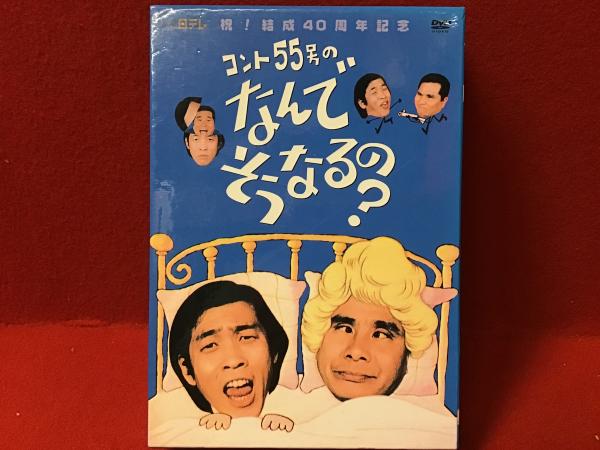 日テレ 祝！結成40周年記念
DVD
VIDEO
コント55号の
なんで
そうなるの？